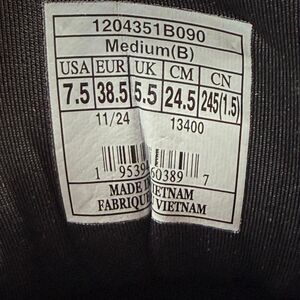 1204351B090
Medium(B)
USA EUR UK CM CN
7.5 38.5 5.5 24.5 245(1.5)
11/24 13400
1 9539 60389 7
MADE IN VIETNAM
FABRIQUE VIETNAM